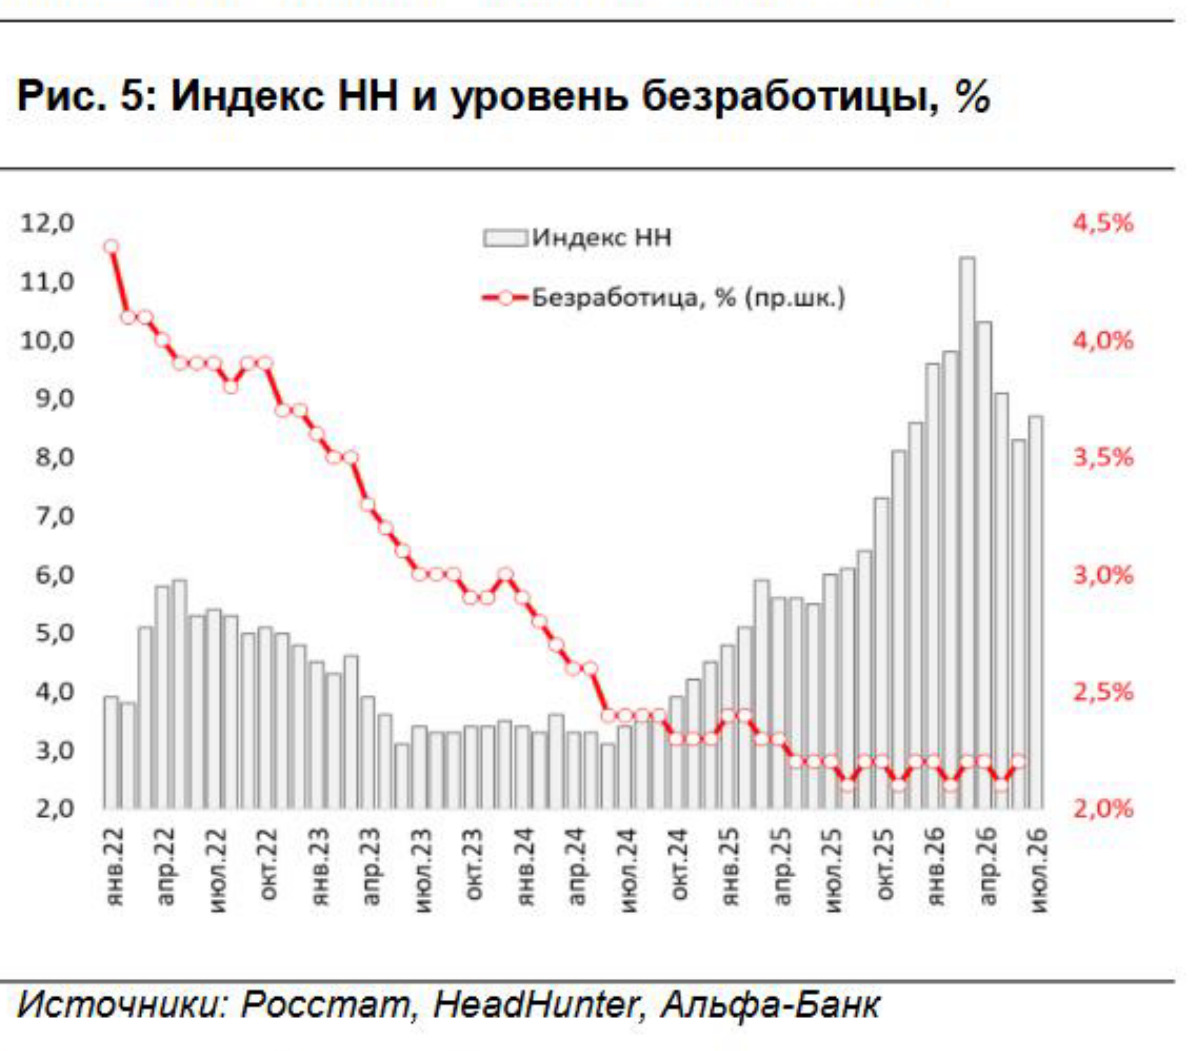 Рис. 5: Индекс HH и уровень безработицы, %
12,0
11,0
10,0
9,0
8,0
7,0
6,0
5,0
4,0
3,0
2,0
Индекс HH
Безработица, % (пр.шк.)
4,5%
4,0%
3,5%
3,0%
2,5%
2,0%
янв.22
апр.22
июл.22
окт.22
янв.23
апр.23
июл.23
окт.23
янв.24
апр.24
июл.24
окт.24
янв.25
апр.25
июл.25
окт.25
янв.26
апр.26
июл.26
Источники: Росстат, HeadHunter, Альфа-Банк